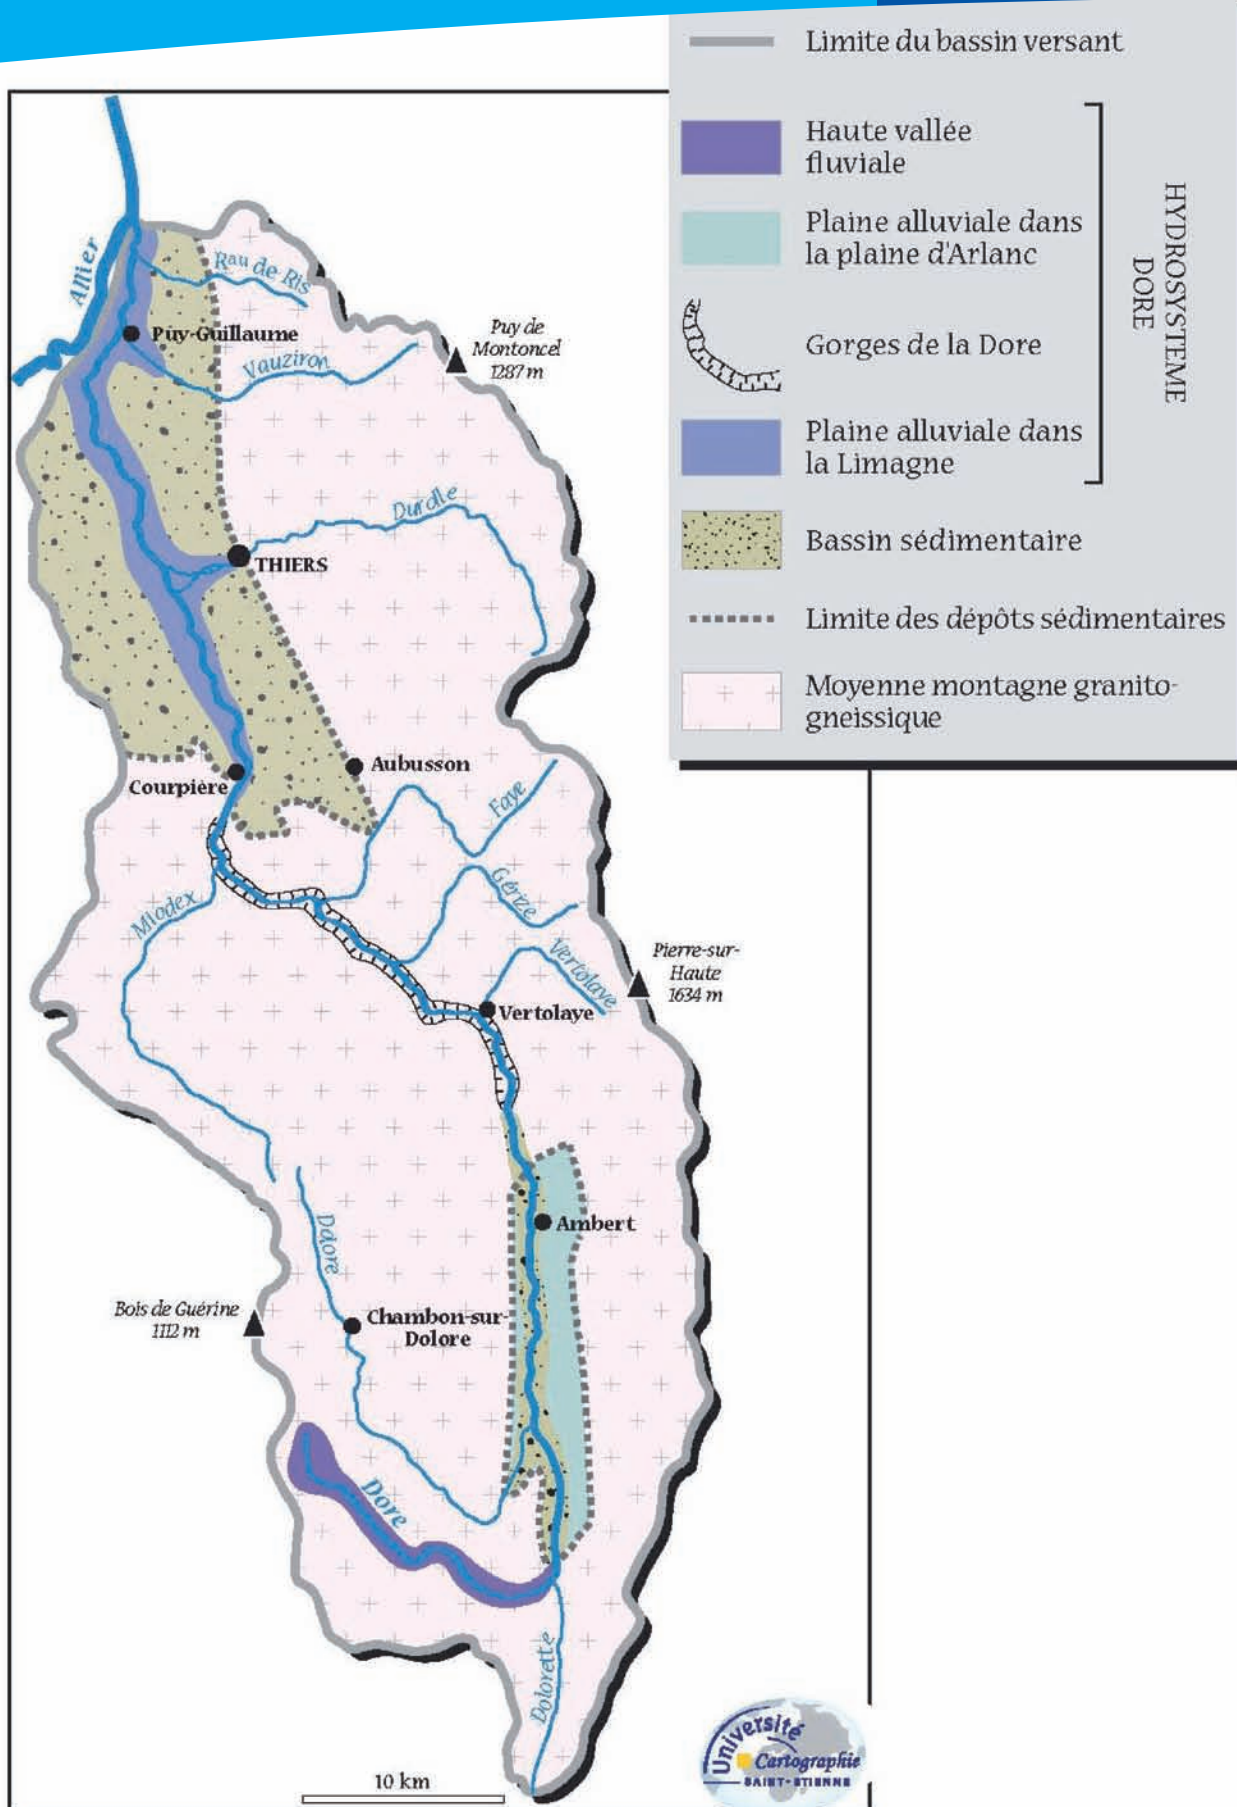 Limite du bassin versant
Haute vallée
fluviale
Plaine alluviale dans
la plaine d'Arlanc
Gorges de la Dore
Plaine alluviale dans
la Limagne
HYDROSYSTEME
DORE
Bassin sédimentaire
Limite des dépôts sédimentaires
Moyenne montagne granito-
gneissique
Allier
Rau de Ris
Puy-Guillaume
Vauziron
Puy de
Montoncel
1287 m
Durolle
THIERS
Aubusson
Courpière
Faye
Miodex
Gérize
Vertolaye
Pierre-sur-
Haute
1634 m
Vertolaye
Ambert
Dolore
Bois de Guérine
1112 m
Chambon-sur-
Dolore
Dore
Dolorette
10 km
Université
Cartographie
SAINT-ETIENNE